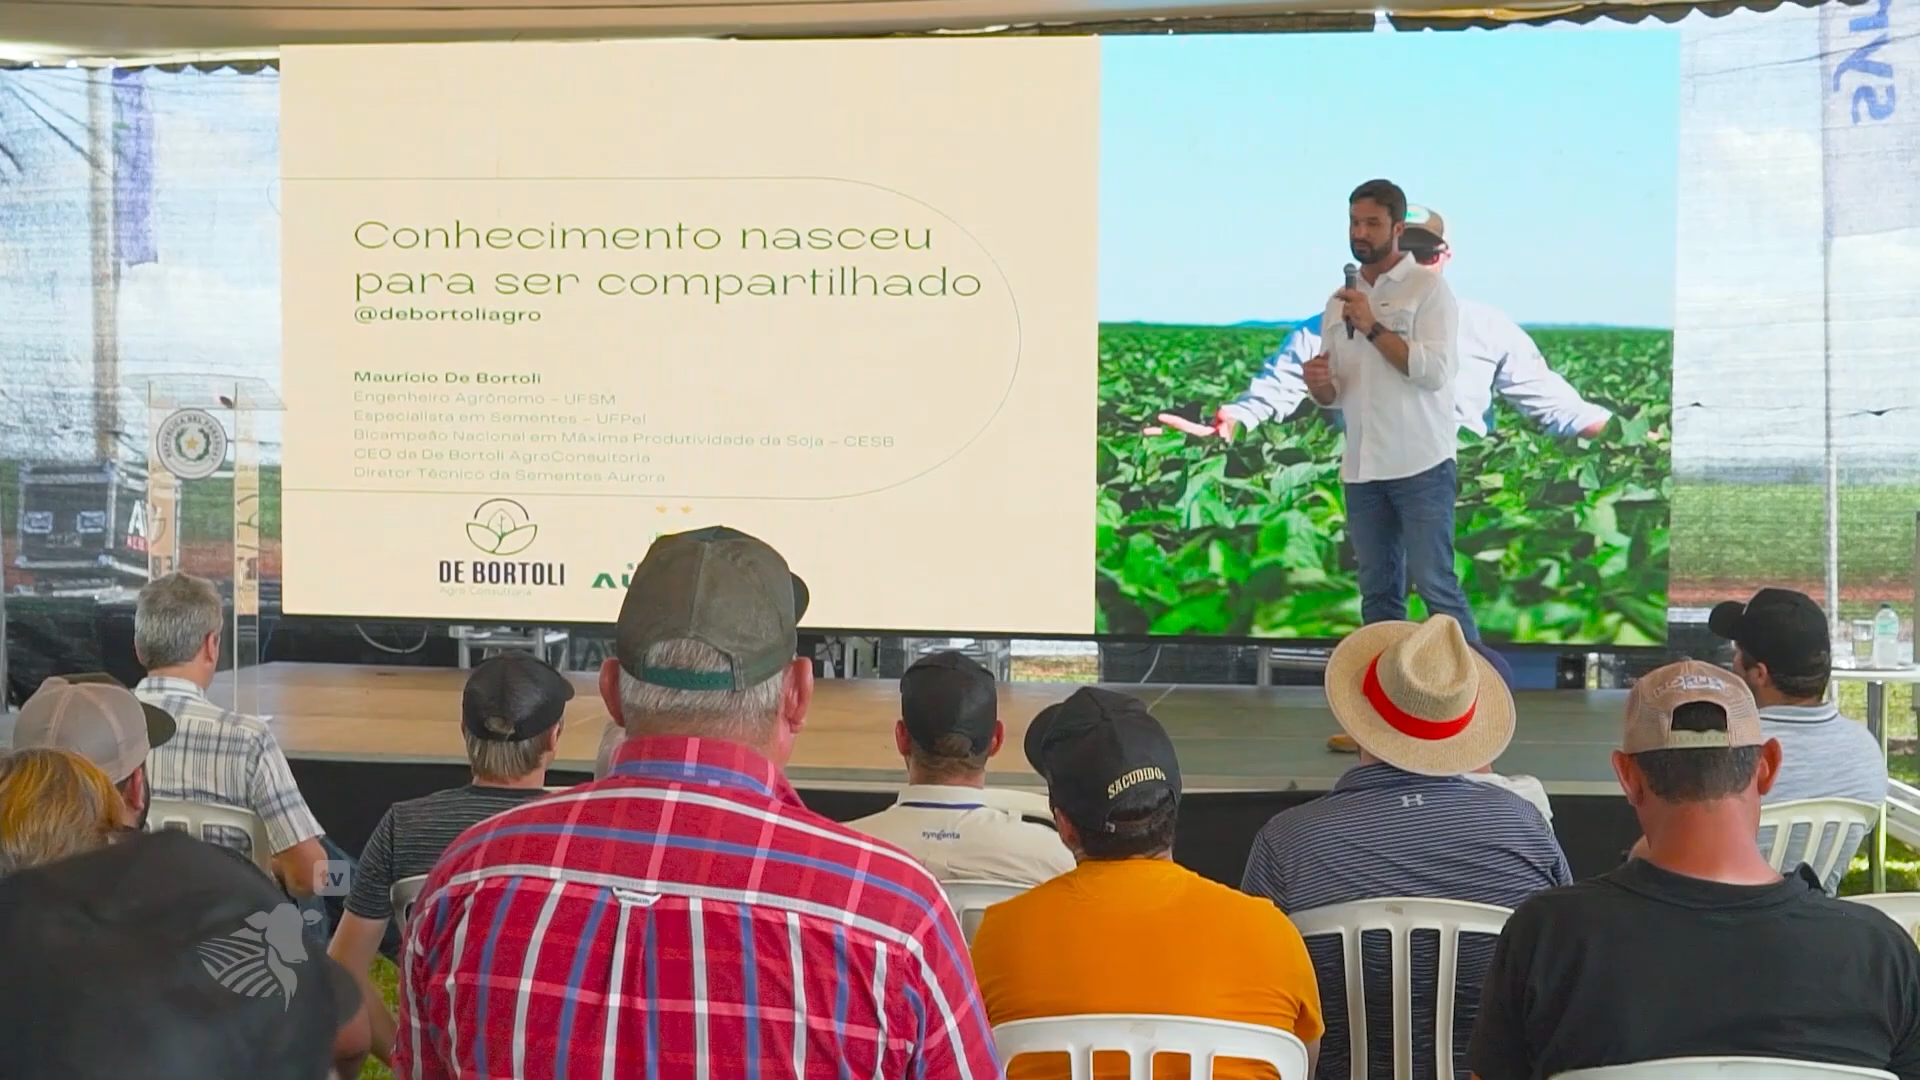 Conhecimento nasceu
para ser compartilhado
@debortoliagro
Maurício De Bortoli
Engenheiro Agrônomo – UFSM
Especialista em Sementes – UFPel
Bicampeão Nacional em Máxima Produtividade da Soja – CESB
CEO da De Bortoli AgroConsultoria
Diretor Técnico da Sementes Aurora
DE BORTOLI
Agro Consultoria
SACUDIDOS
syngenta
tv